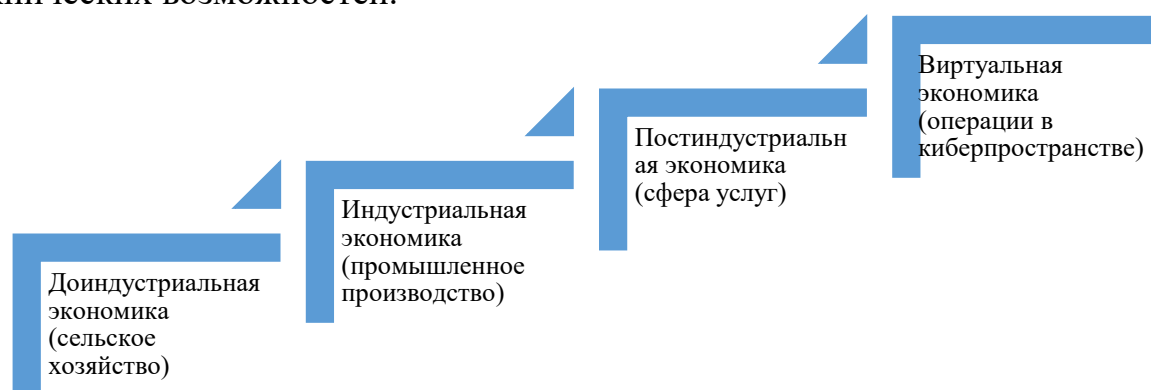 Доиндустриальная
экономика
(сельское
хозяйство)
Индустриальная
экономика
(промышленное
производство)
Постиндустриальн
ая экономика
(сфера услуг)
Виртуальная
экономика
(операции в
киберпространстве)